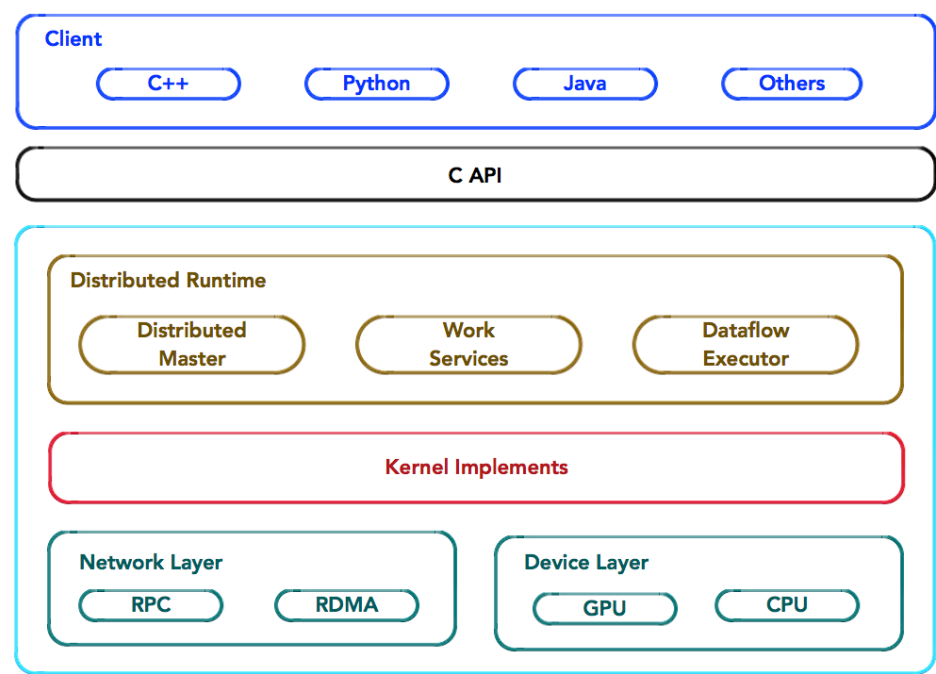 Client
C++
Python
Java
Others
C API
Distributed Runtime
Distributed
Master
Work
Services
Dataflow
Executor
Kernel Implements
Network Layer
RPC
RDMA
Device Layer
GPU
CPU